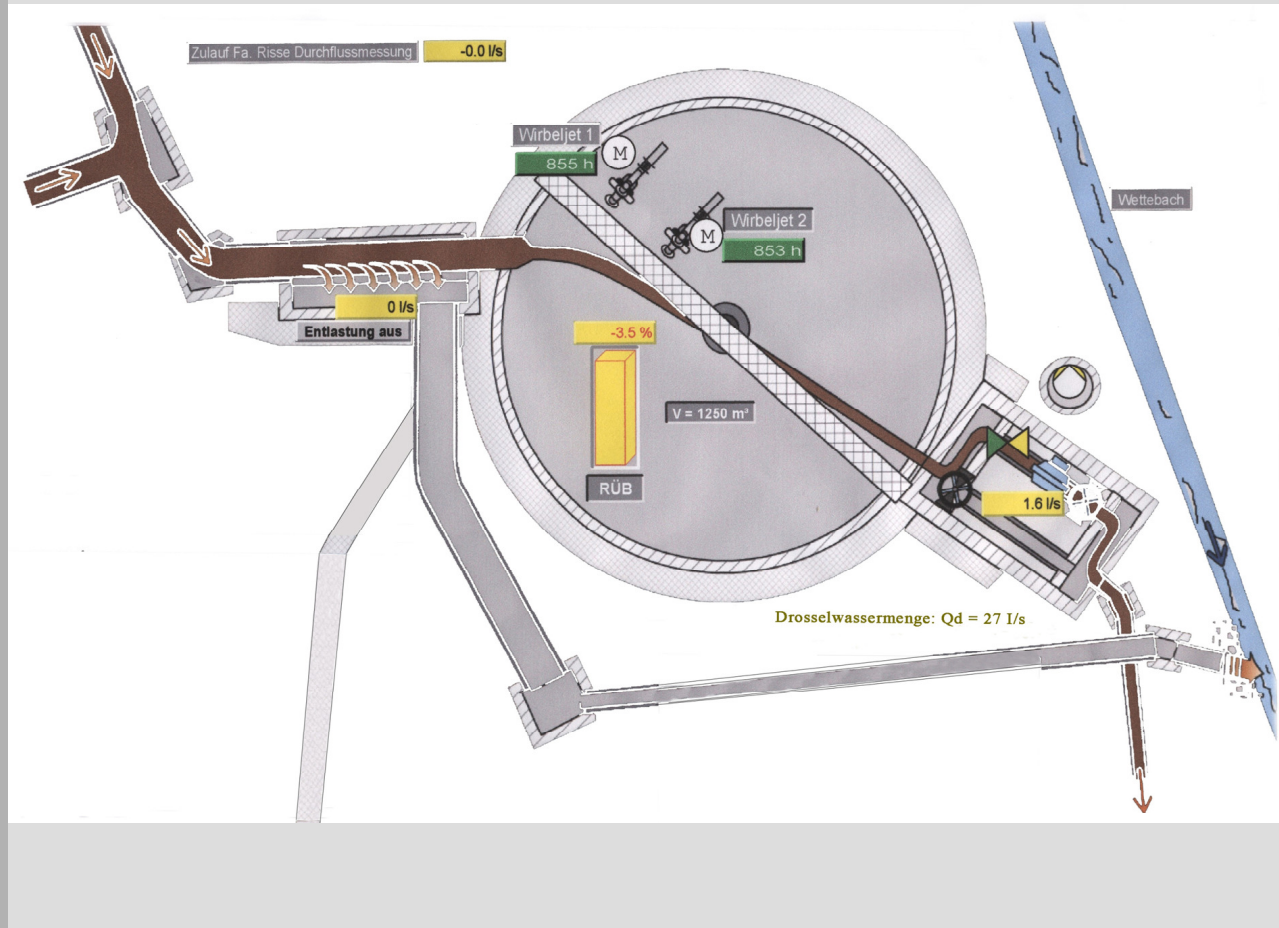 Zulauf Fa. Risse Durchflussmessung
-0.0 l/s
Wirbeljet 1
855 h
M
Wirbeljet 2
M
853 h
Wettebach
0 l/s
Entlastung aus
-3.5 %
V = 1250 m³
RÜB
1.6 l/s
Drosselwassermenge: Qd = 27 I/s